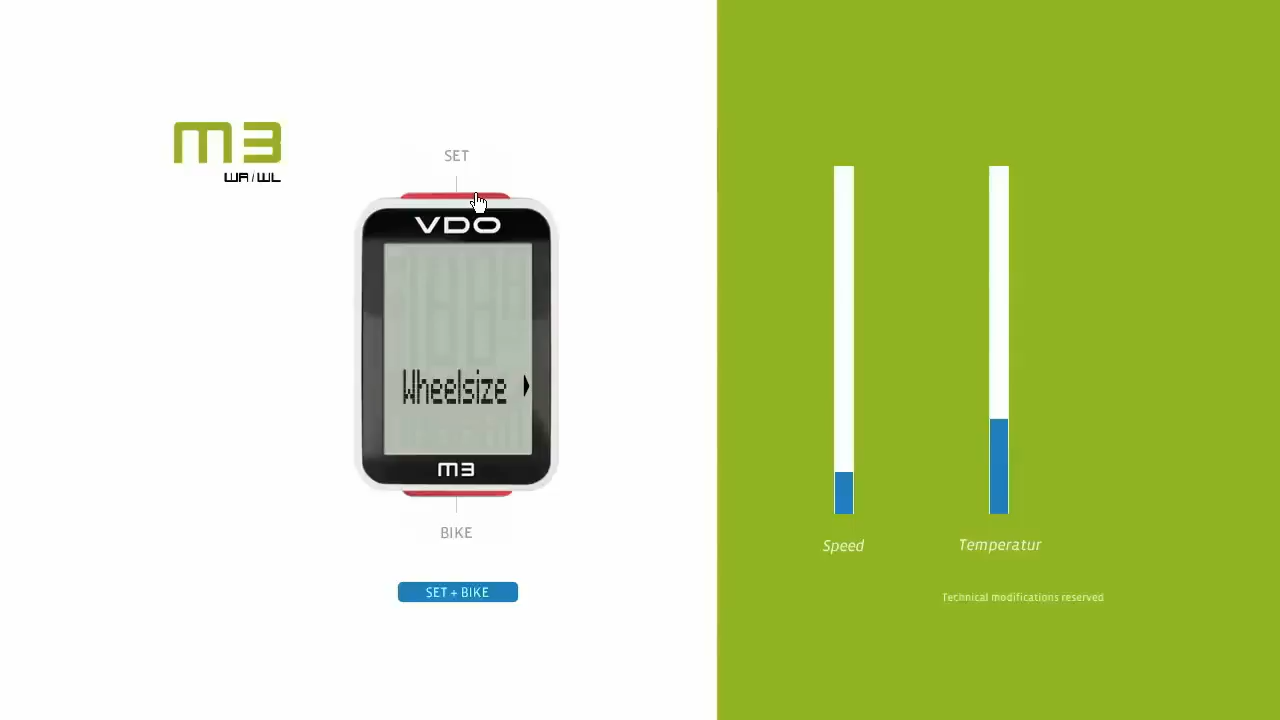 m3
WA/WL
SET
VDO
Wheelsize
m3
BIKE
SET + BIKE
Speed
Temperatur
Technical modifications reserved